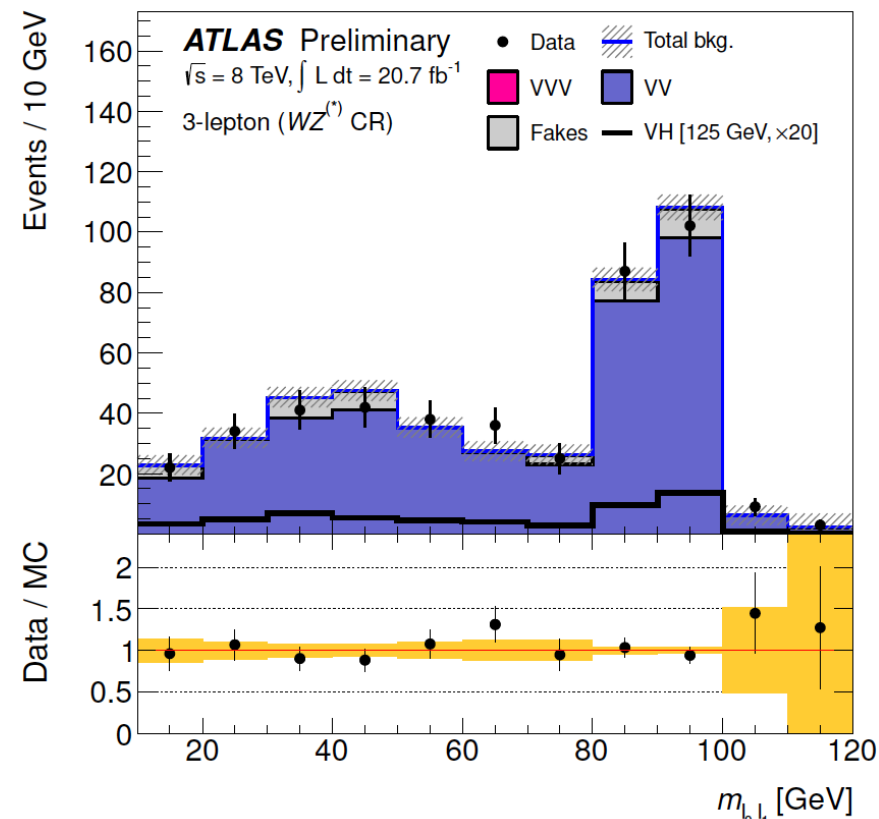 ATLAS Preliminary
√s = 8 TeV, ∫ L dt = 20.7 fb⁻¹
3-lepton (WZ⁽*⁾ CR)
Data
Total bkg.
VVV
VV
Fakes
VH [125 GeV, ×20]
Events / 10 GeV
160
140
120
100
80
60
40
20
Data / MC
2
1.5
1
0.5
0
20 40 60 80 100 120
m [GeV]